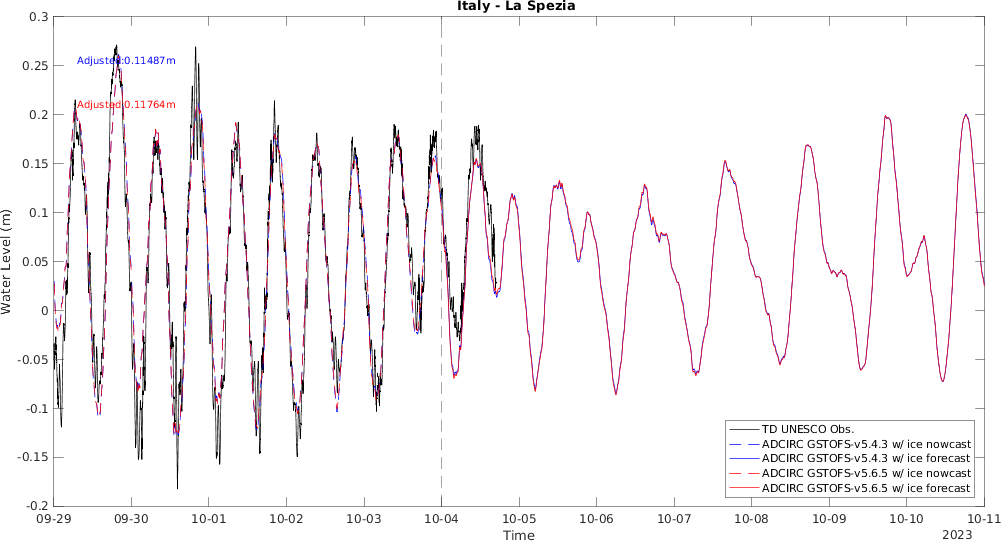 Italy - La Spezia
0.3
0.25
0.2
0.15
0.1
0.05
0
-0.05
-0.1
-0.15
-0.2
Water Level (m)
Adjusted:0.11487m
Adjusted:0.11764m
TD UNESCO Obs.
ADCIRC GSTOFS-v5.4.3 w/ ice nowcast
ADCIRC GSTOFS-v5.4.3 w/ ice forecast
ADCIRC GSTOFS-v5.6.5 w/ ice nowcast
ADCIRC GSTOFS-v5.6.5 w/ ice forecast
09-29 09-30 10-01 10-02 10-03 10-04 10-05 10-06 10-07 10-08 10-09 10-10 10-11
Time
2023